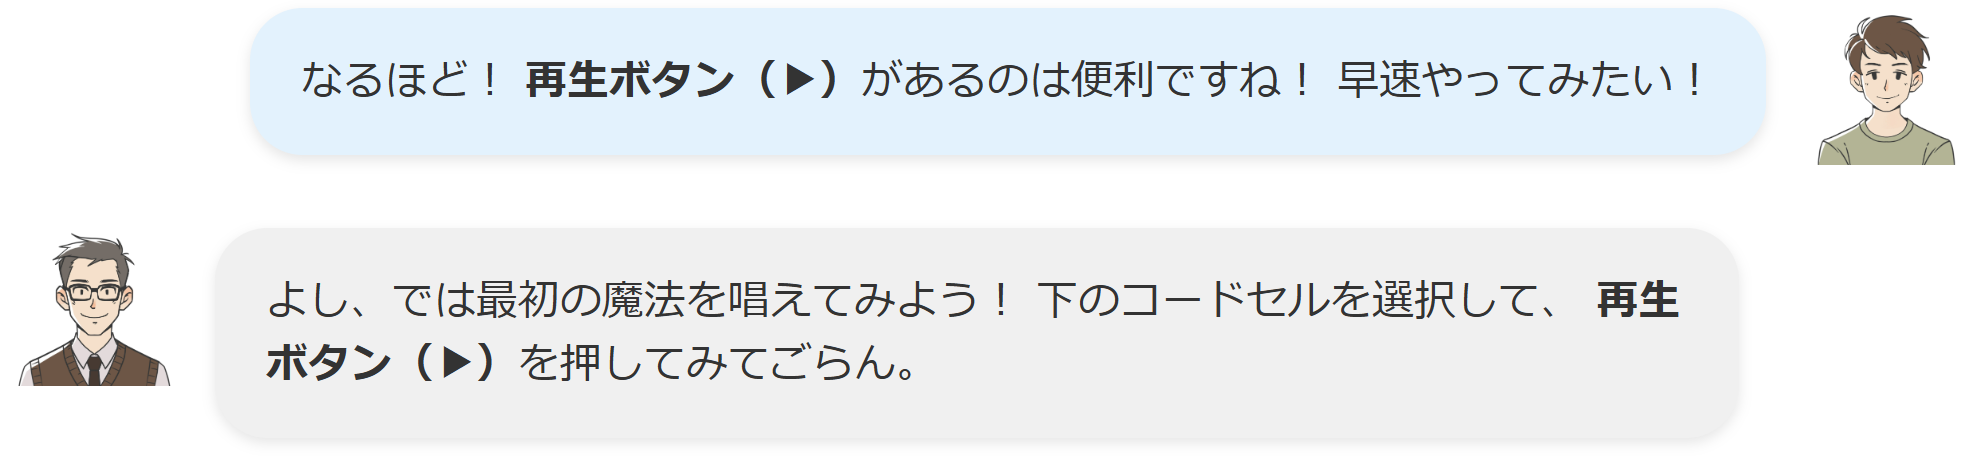 なるほど！ 再生ボタン（▶）があるのは便利ですね！ 早速やってみたい！
よし、では最初の魔法を唱えてみよう！ 下のコードセルを選択して、 再生
ボタン（▶）を押してみてごらん。